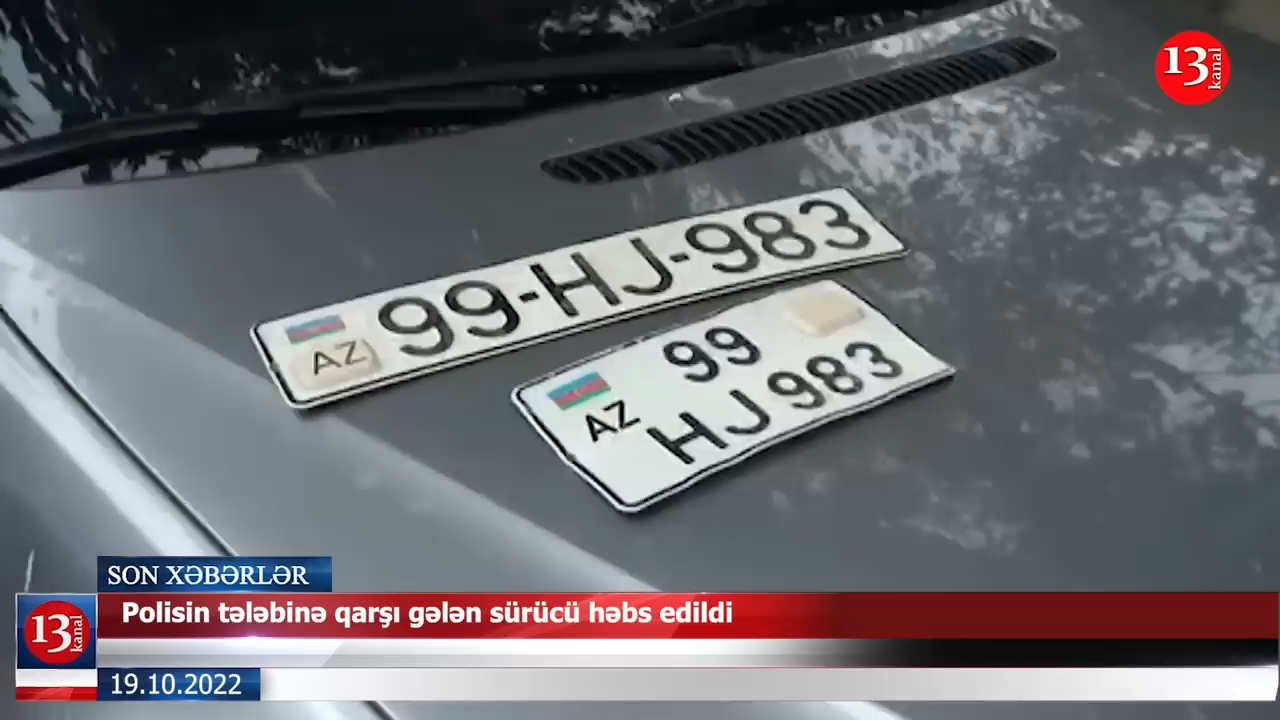 13 kanal
99-HJ-983
AZ
99
AZ
HJ 983
SON XƏBƏRLƏR
13 kanal
Polisin tələbinə qarşı gələn sürücü həbs edildi
19.10.2022